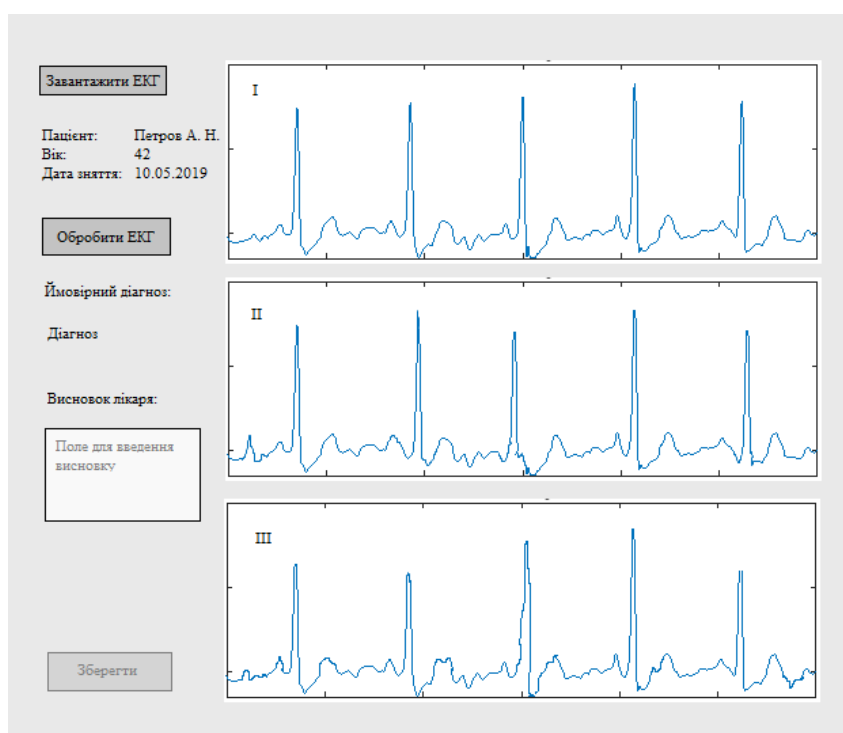 Завантажити ЕКГ
Пацієнт: Петров А. Н.
Вік: 42
Дата зняття: 10.05.2019
Обробити ЕКГ
Ймовірний діагноз:
Діагноз
Висновок лікаря:
Поле для введення
висновку
Зберегти
I
II
III